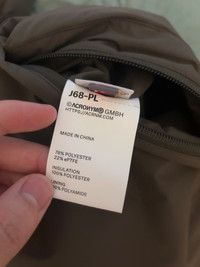 J68-PL
©ACRONYM® GMBH
HTTPS://ACRNM.COM
MADE IN CHINA
78% POLYESTER
22% ePTFE
INSULATION
100% POLYESTER
LINING
POLYAMIDE